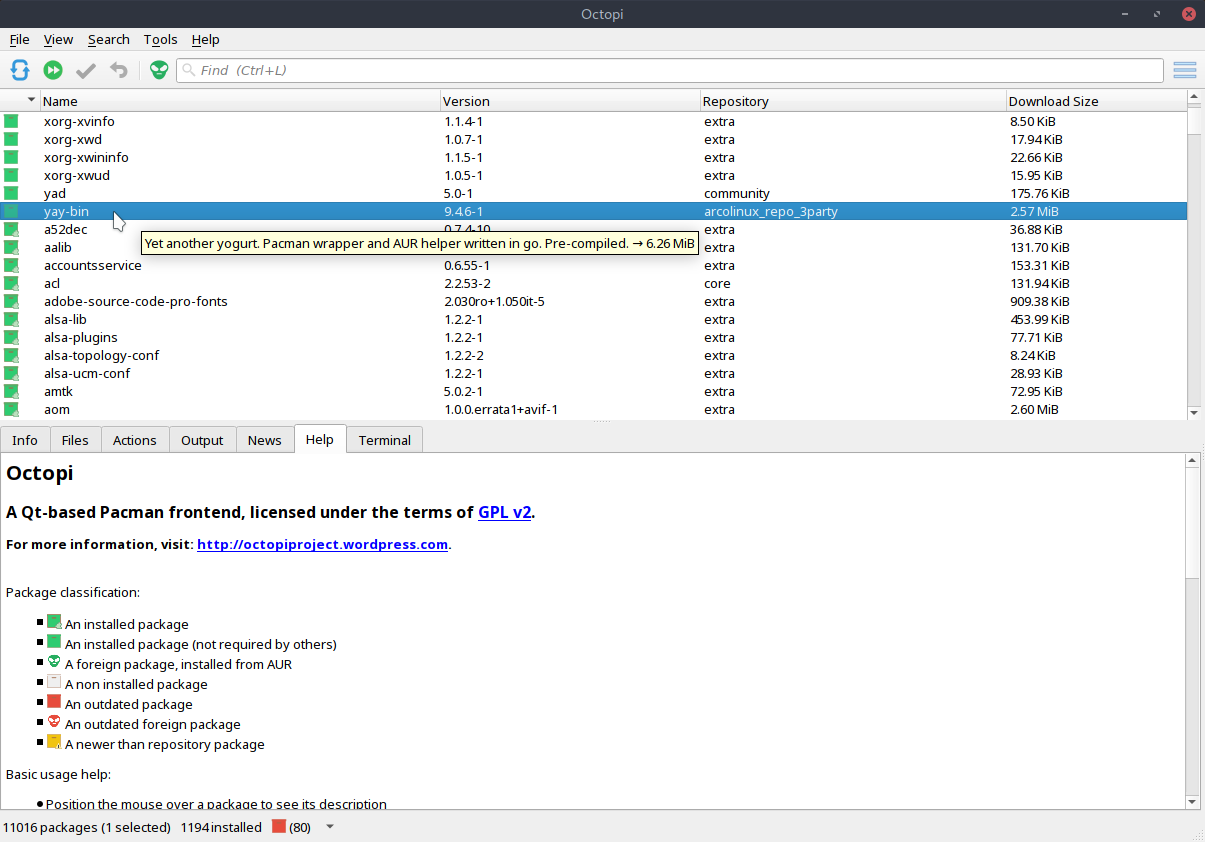 Octopi
File View Search Tools Help
Find (Ctrl+L)
Name Version Repository Download Size
xorg-xvinfo 1.1.4-1 extra 8.50 KiB
xorg-xwd 1.0.7-1 extra 17.94 KiB
xorg-xwininfo 1.1.5-1 extra 22.66 KiB
xorg-xwud 1.0.5-1 extra 15.95 KiB
yad 5.0-1 community 175.76 KiB
yay-bin 9.4.6-1 arcolinux_repo_3party 2.57 MiB
a52dec 0.7.4-10 extra 36.88 KiB
Yet another yogurt. Pacman wrapper and AUR helper written in go. Pre-compiled. → 6.26 MiB
aalib extra 131.70 KiB
accountsservice 0.6.55-1 extra 153.31 KiB
acl 2.2.53-2 core 131.94 KiB
adobe-source-code-pro-fonts 2.030ro+1.050it-5 extra 909.38 KiB
alsa-lib 1.2.2-1 extra 453.99 KiB
alsa-plugins 1.2.2-1 extra 77.71 KiB
alsa-topology-conf 1.2.2-2 extra 8.24 KiB
alsa-ucm-conf 1.2.2-1 extra 28.93 KiB
amtk 5.0.2-1 extra 72.95 KiB
aom 1.0.0.errata1+avif-1 extra 2.60 MiB
Info Files Actions Output News Help Terminal
Octopi
A Qt-based Pacman frontend, licensed under the terms of GPL v2.
For more information, visit: http://octopiproject.wordpress.com.
Package classification:
An installed package
An installed package (not required by others)
A foreign package, installed from AUR
A non installed package
An outdated package
An outdated foreign package
A newer than repository package
Basic usage help:
Position the mouse over a package to see its description
11016 packages (1 selected) 1194 installed (80)